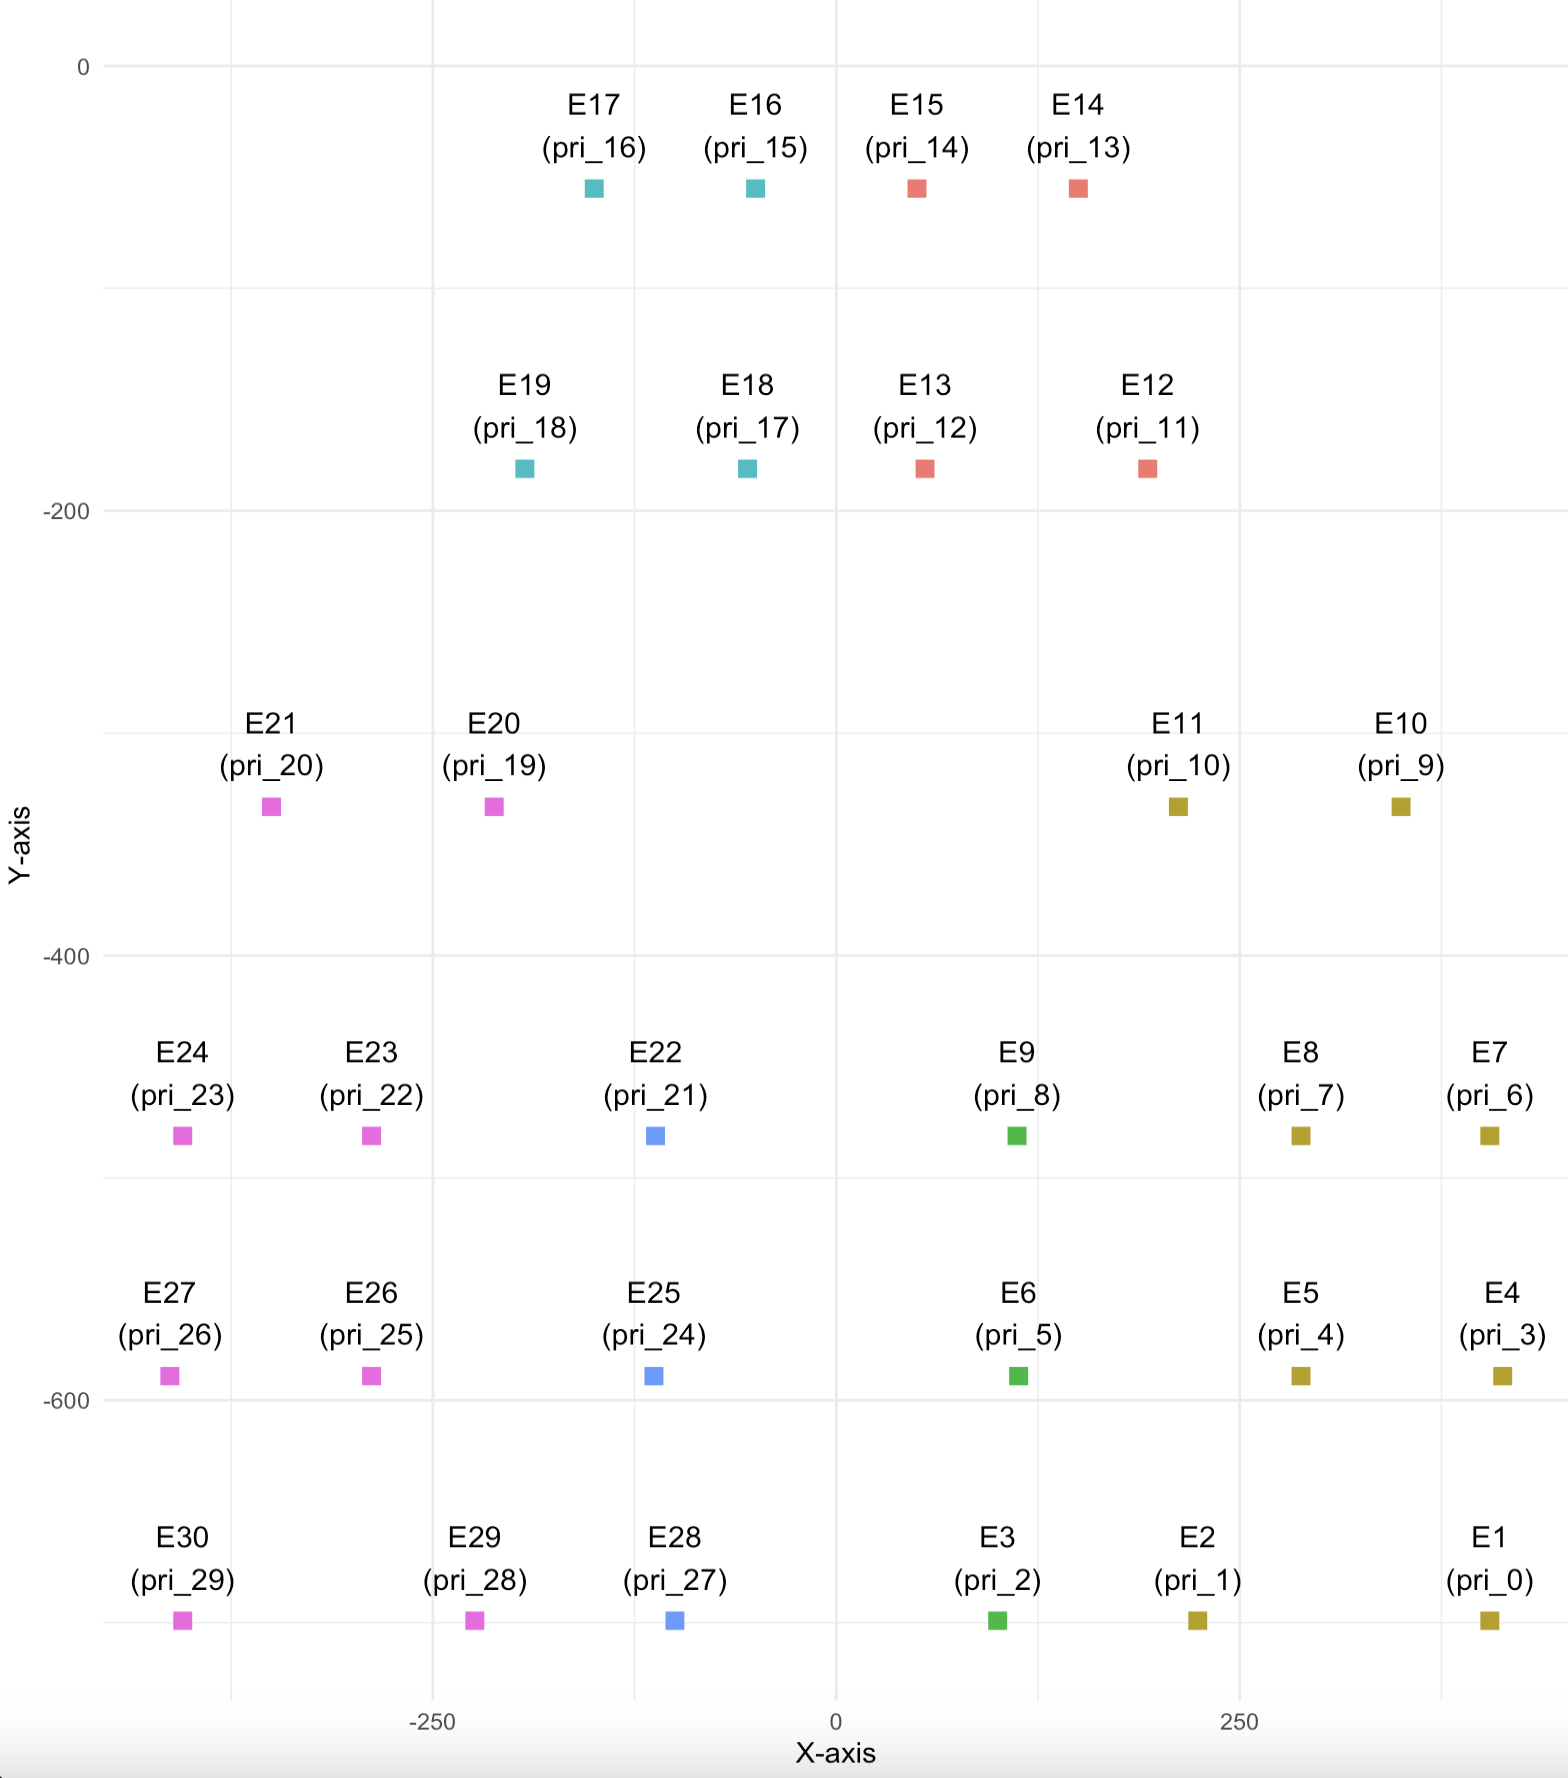 0
E17 E16 E15 E14
(pri_16) (pri_15) (pri_14) (pri_13)
E19 E18 E13 E12
(pri_18) (pri_17) (pri_12) (pri_11)
-200
E21 E20 E11 E10
(pri_20) (pri_19) (pri_10) (pri_9)
Y-axis
-400
E24 E23 E22 E9 E8 E7
(pri_23) (pri_22) (pri_21) (pri_8) (pri_7) (pri_6)
E27 E26 E25 E6 E5 E4
(pri_26) (pri_25) (pri_24) (pri_5) (pri_4) (pri_3)
-600
E30 E29 E28 E3 E2 E1
(pri_29) (pri_28) (pri_27) (pri_2) (pri_1) (pri_0)
-250 0 250
X-axis